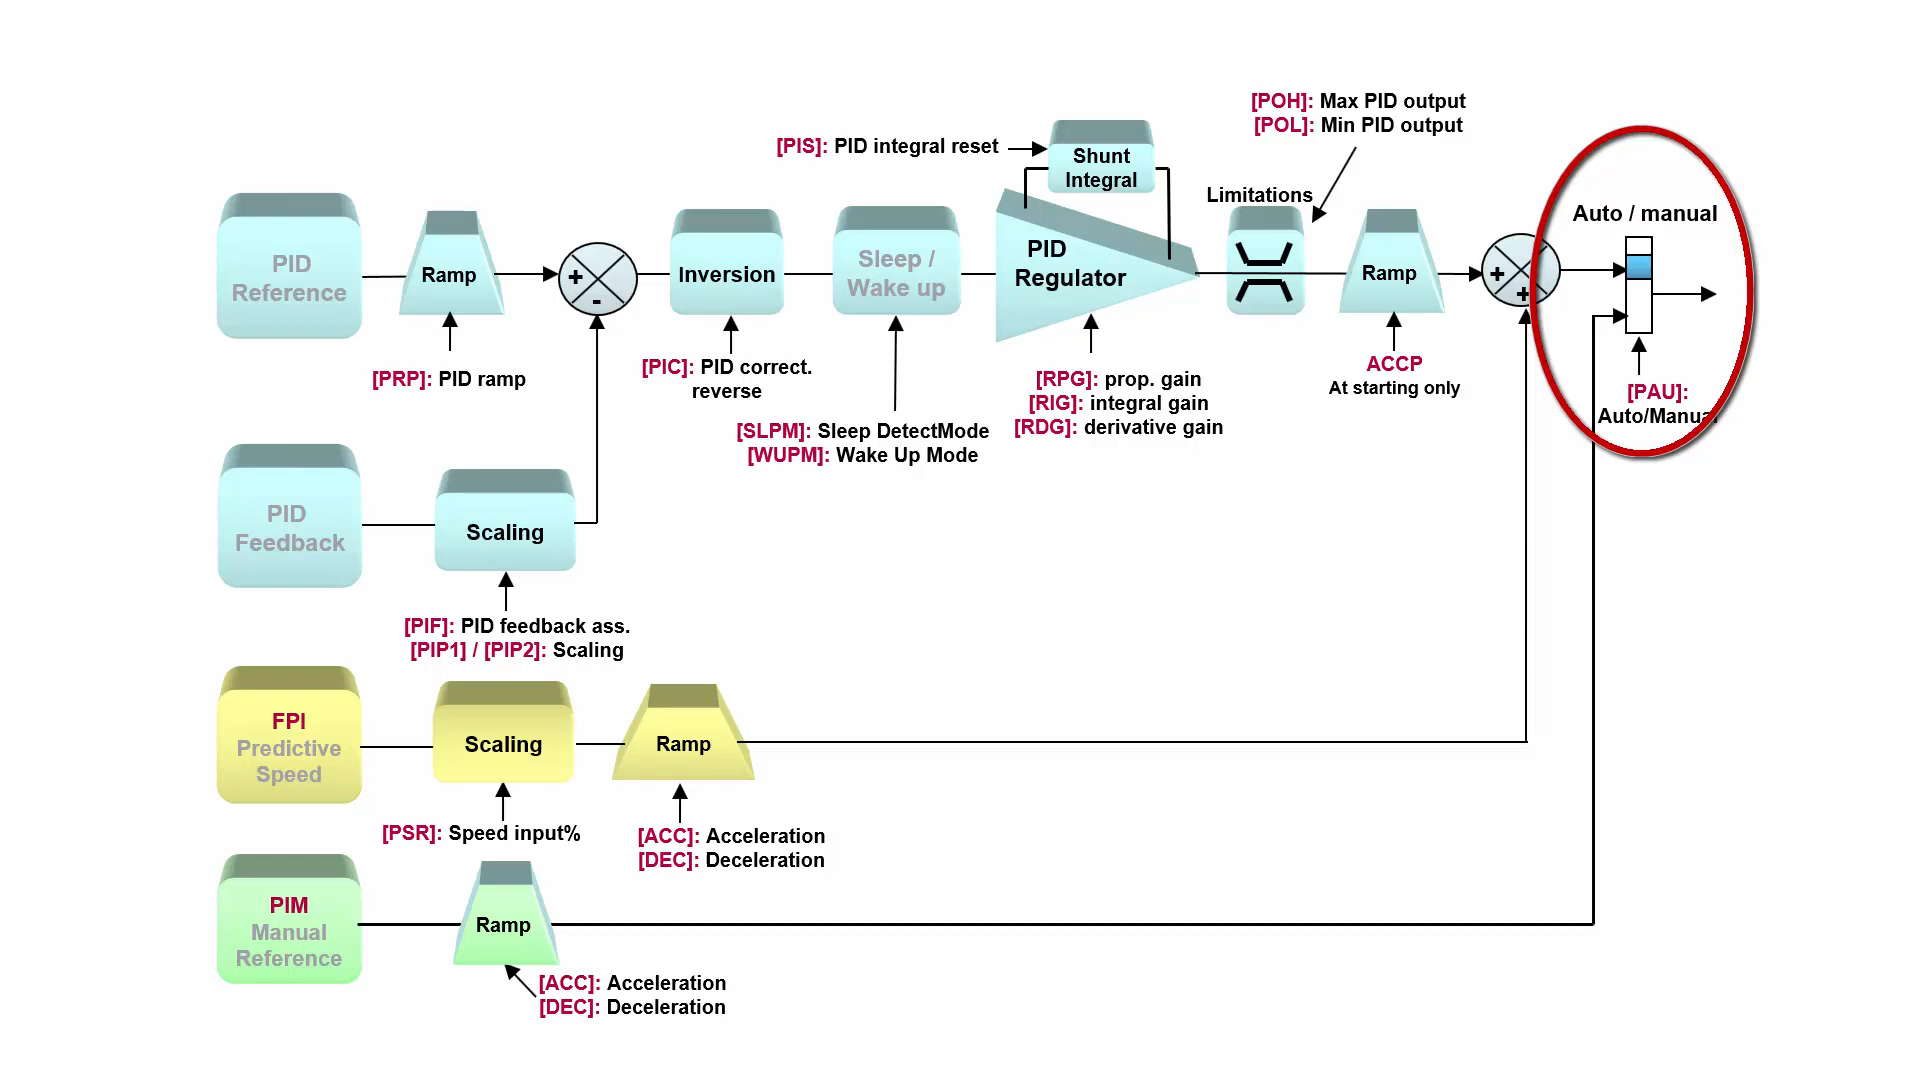 [POH]: Max PID output
[POL]: Min PID output
[PIS]: PID integral reset
Shunt
Integral
Limitations
Auto / manual
PID
Reference
Ramp
+
-
Inversion
Sleep /
Wake up
PID
Regulator
Ramp
+
+
[PRP]: PID ramp
[PIC]: PID correct.
reverse
[SLPM]: Sleep DetectMode
[WUPM]: Wake Up Mode
[RPG]: prop. gain
[RIG]: integral gain
[RDG]: derivative gain
ACCP
At starting only
[PAU]:
Auto/Manual
PID
Feedback
Scaling
[PIF]: PID feedback ass.
[PIP1] / [PIP2]: Scaling
FPI
Predictive
Speed
Scaling
Ramp
[PSR]: Speed input%
[ACC]: Acceleration
[DEC]: Deceleration
PIM
Manual
Reference
Ramp
[ACC]: Acceleration
[DEC]: Deceleration